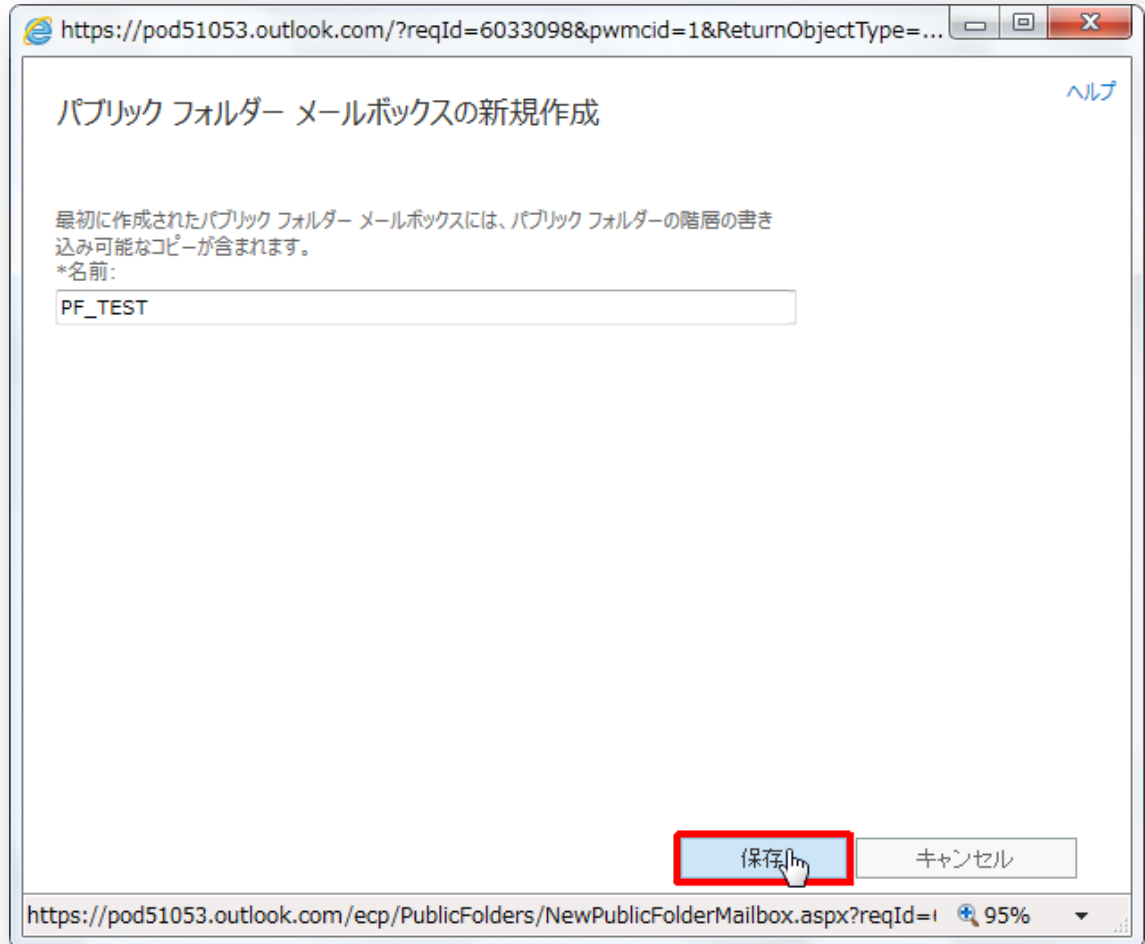 https://pod51053.outlook.com/?reqId=6033098&pwmcid=1&ReturnObjectType=...
ヘルプ
パブリック フォルダー メールボックスの新規作成
最初に作成されたパブリック フォルダー メールボックスには、パブリック フォルダーの階層の書き
込み可能なコピーが含まれます。
*名前:
PF_TEST
保存
キャンセル
https://pod51053.outlook.com/ecp/PublicFolders/NewPublicFolderMailbox.aspx?reqId=
95%